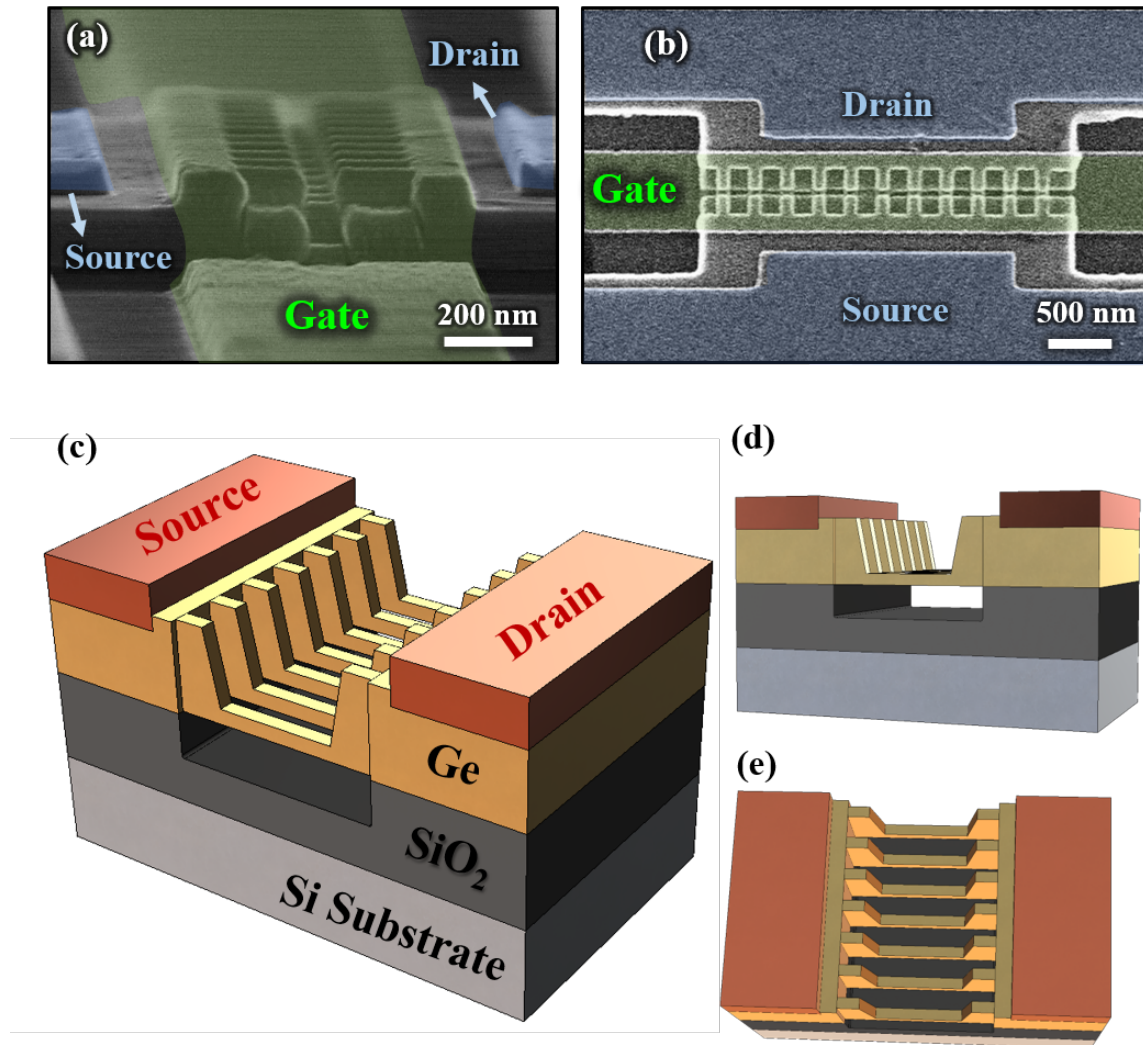 (a)
Drain
Source
Gate
200 nm
(b)
Drain
Gate
Source
500 nm
(c)
Source
Drain
Ge
SiO₂
Si Substrate
(d)
(e)